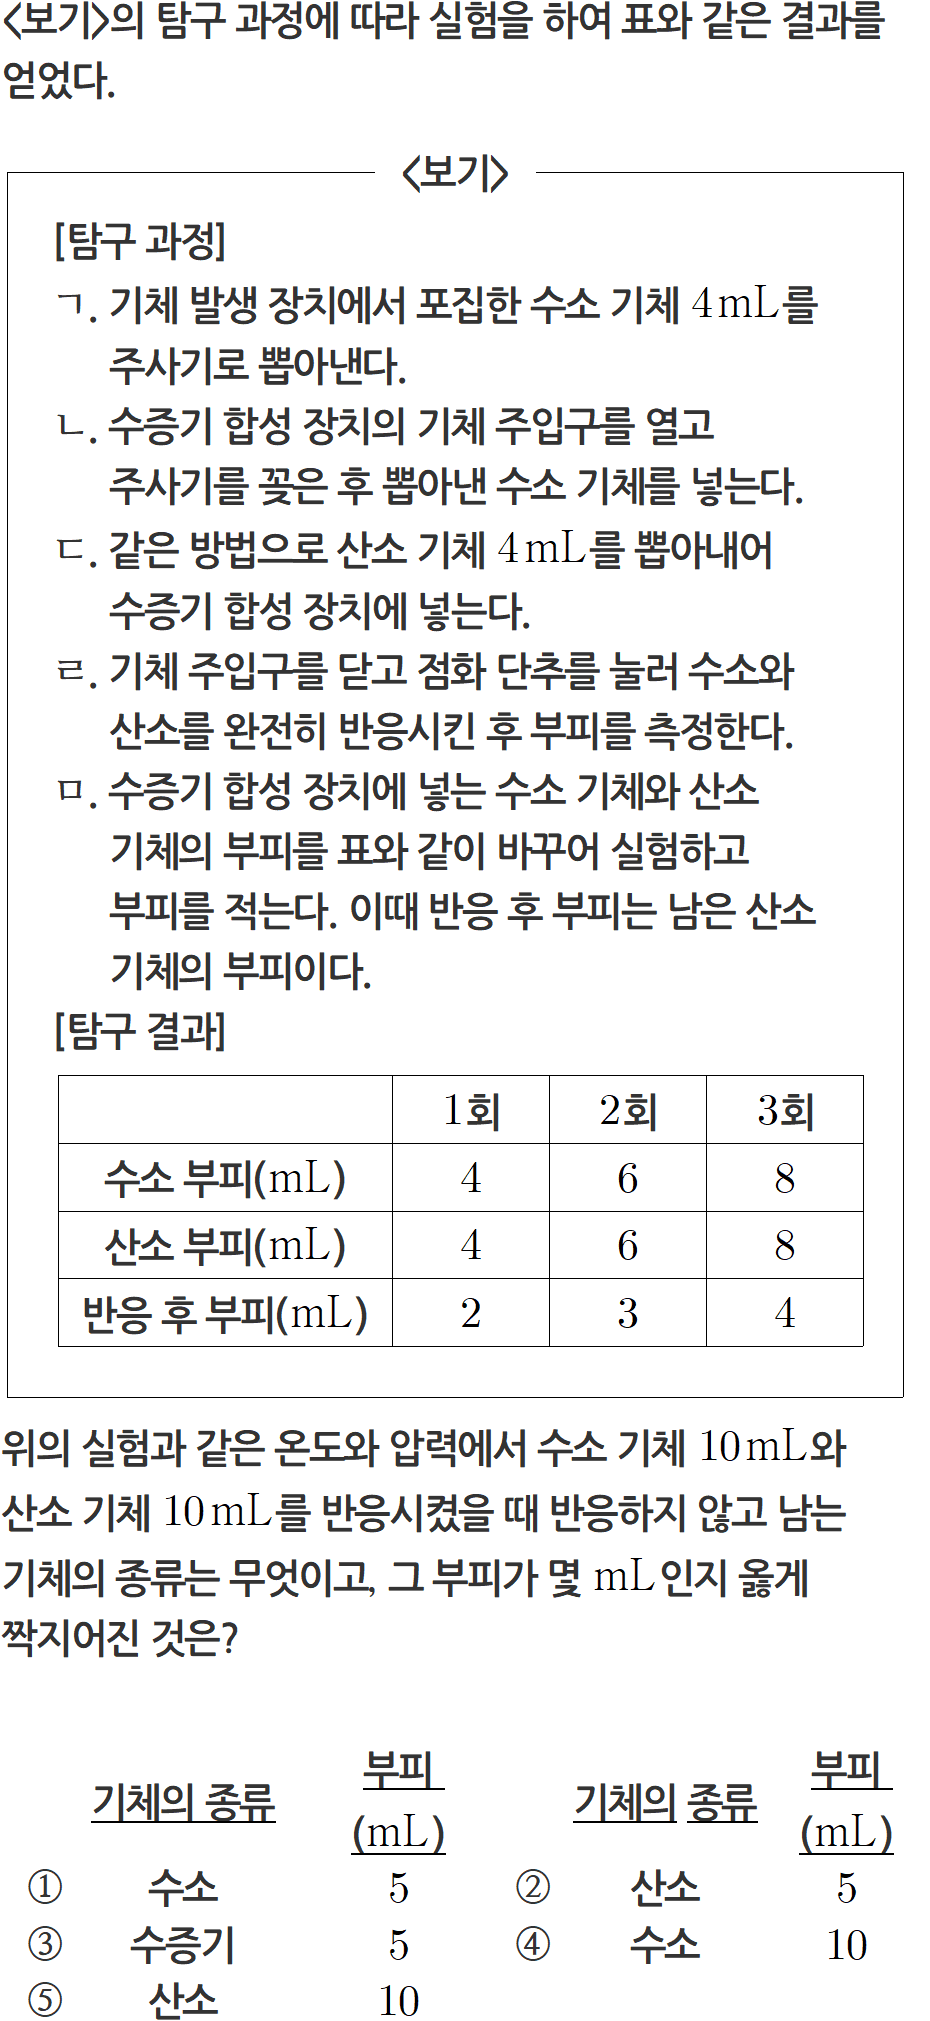 <보기>의 탐구 과정에 따라 실험을 하여 표와 같은 결과를
얻었다.
<보기>
[탐구 과정]
ㄱ. 기체 발생 장치에서 포집한 수소 기체 4mL를
주사기로 뽑아낸다.
ㄴ. 수증기 합성 장치의 기체 주입구를 열고
주사기를 꽂은 후 뽑아낸 수소 기체를 넣는다.
ㄷ. 같은 방법으로 산소 기체 4mL를 뽑아내어
수증기 합성 장치에 넣는다.
ㄹ. 기체 주입구를 닫고 점화 단추를 눌러 수소와
산소를 완전히 반응시킨 후 부피를 측정한다.
ㅁ. 수증기 합성 장치에 넣는 수소 기체와 산소
기체의 부피를 표와 같이 바꾸어 실험하고
부피를 적는다. 이때 반응 후 부피는 남은 산소
기체의 부피이다.
[탐구 결과]
1회 2회 3회
수소 부피(mL) 4 6 8
산소 부피(mL) 4 6 8
반응 후 부피(mL) 2 3 4
위의 실험과 같은 온도와 압력에서 수소 기체 10mL와
산소 기체 10mL를 반응시켰을 때 반응하지 않고 남는
기체의 종류는 무엇이고, 그 부피가 몇 mL인지 옳게
짝지어진 것은?
기체의 종류 부피(mL) 기체의 종류 부피(mL)
① 수소 5 ② 산소 5
③ 수증기 5 ④ 수소 10
⑤ 산소 10